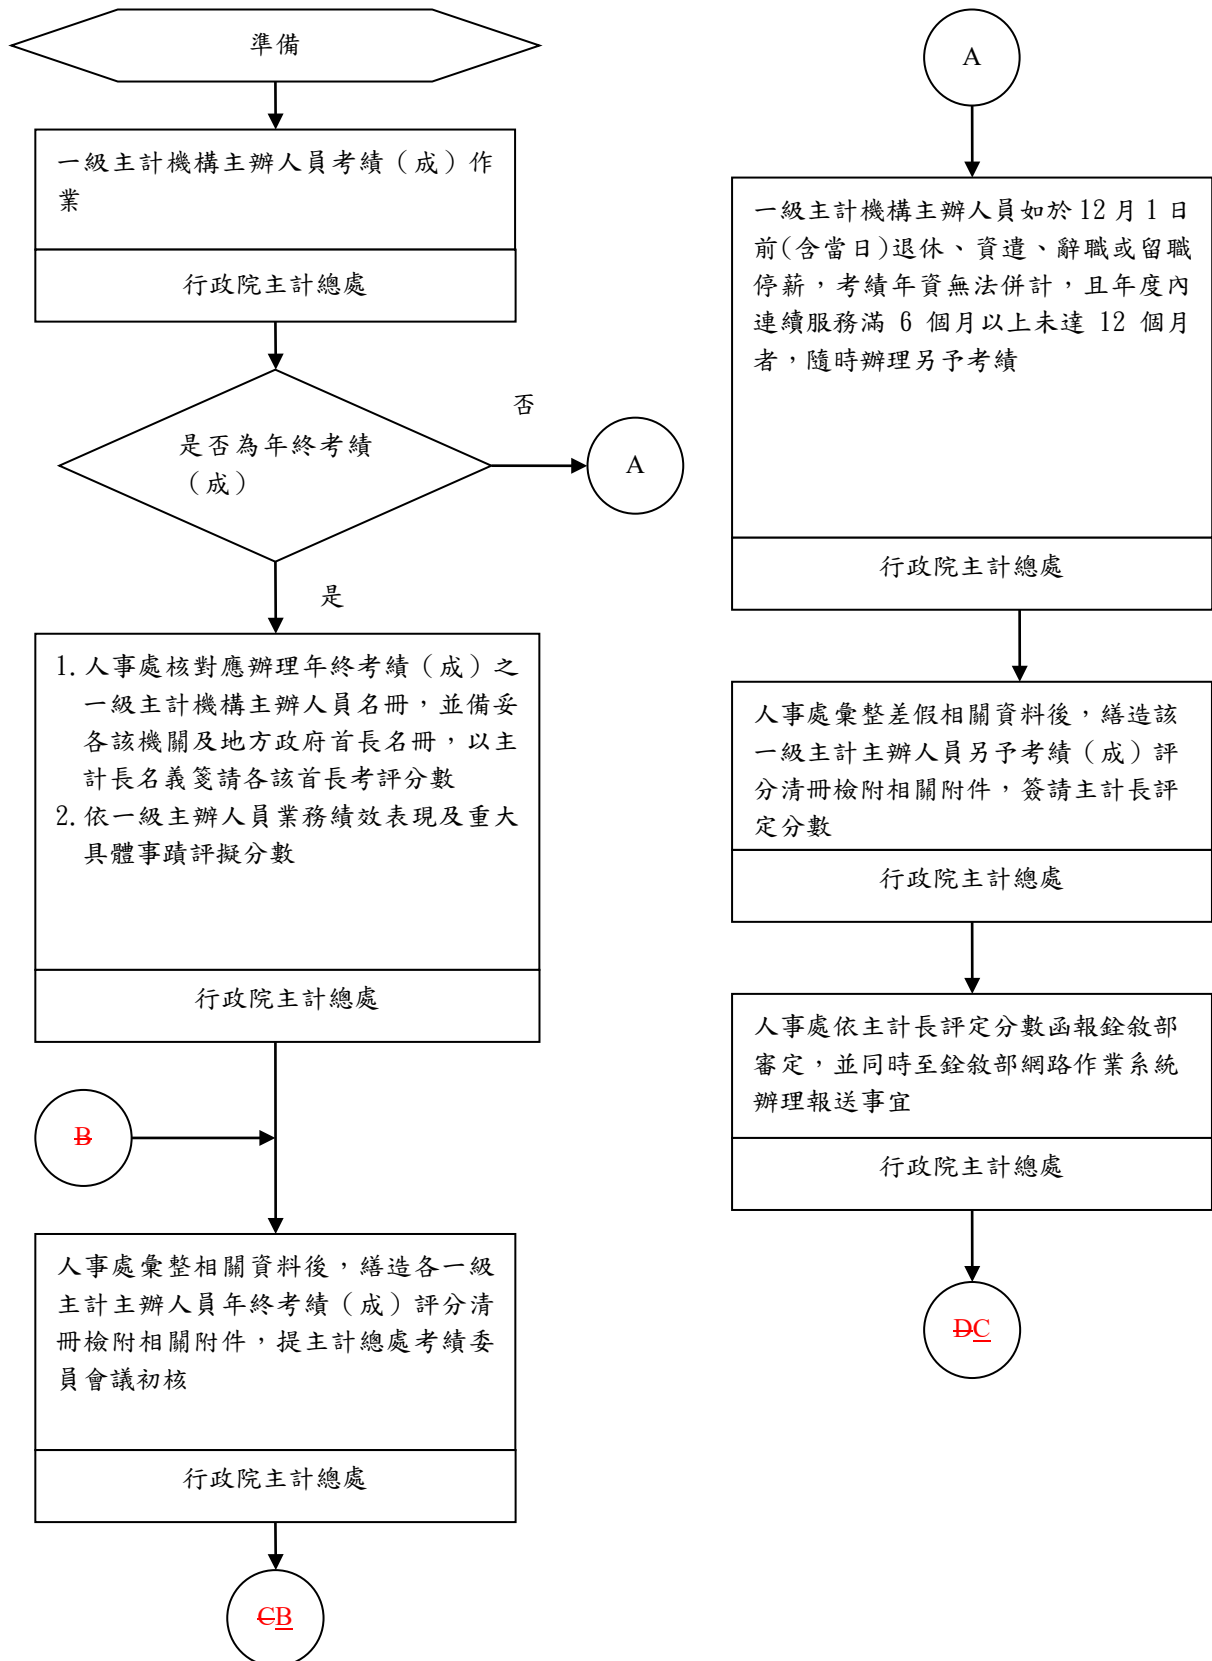 準備
一級主計機構主辦人員考績（成）作
業
行政院主計總處
是否為年終考績
（成）
否
A
是
1. 人事處核對應辦理年終考績（成）之
一級主計機構主辦人員名冊，並備妥
各該機關及地方政府首長名冊，以主
計長名義箋請各該首長考評分數
2. 依一級主辦人員業務績效表現及重大
具體事蹟評擬分數
行政院主計總處
B
人事處彙整相關資料後，繕造各一級
主計主辦人員年終考績（成）評分清
冊檢附相關附件，提主計總處考績委
員會議初核
行政院主計總處
CB
A
一級主計機構主辦人員如於 12 月 1 日
前(含當日)退休、資遣、辭職或留職
停薪，考績年資無法併計，且年度內
連續服務滿 6 個月以上未達 12 個月
者，隨時辦理另予考績
行政院主計總處
人事處彙整差假相關資料後，繕造該
一級主計主辦人員另予考績（成）評
分清冊檢附相關附件，簽請主計長評
定分數
行政院主計總處
人事處依主計長評定分數函報銓敘部
審定，並同時至銓敘部網路作業系統
辦理報送事宜
行政院主計總處
DC